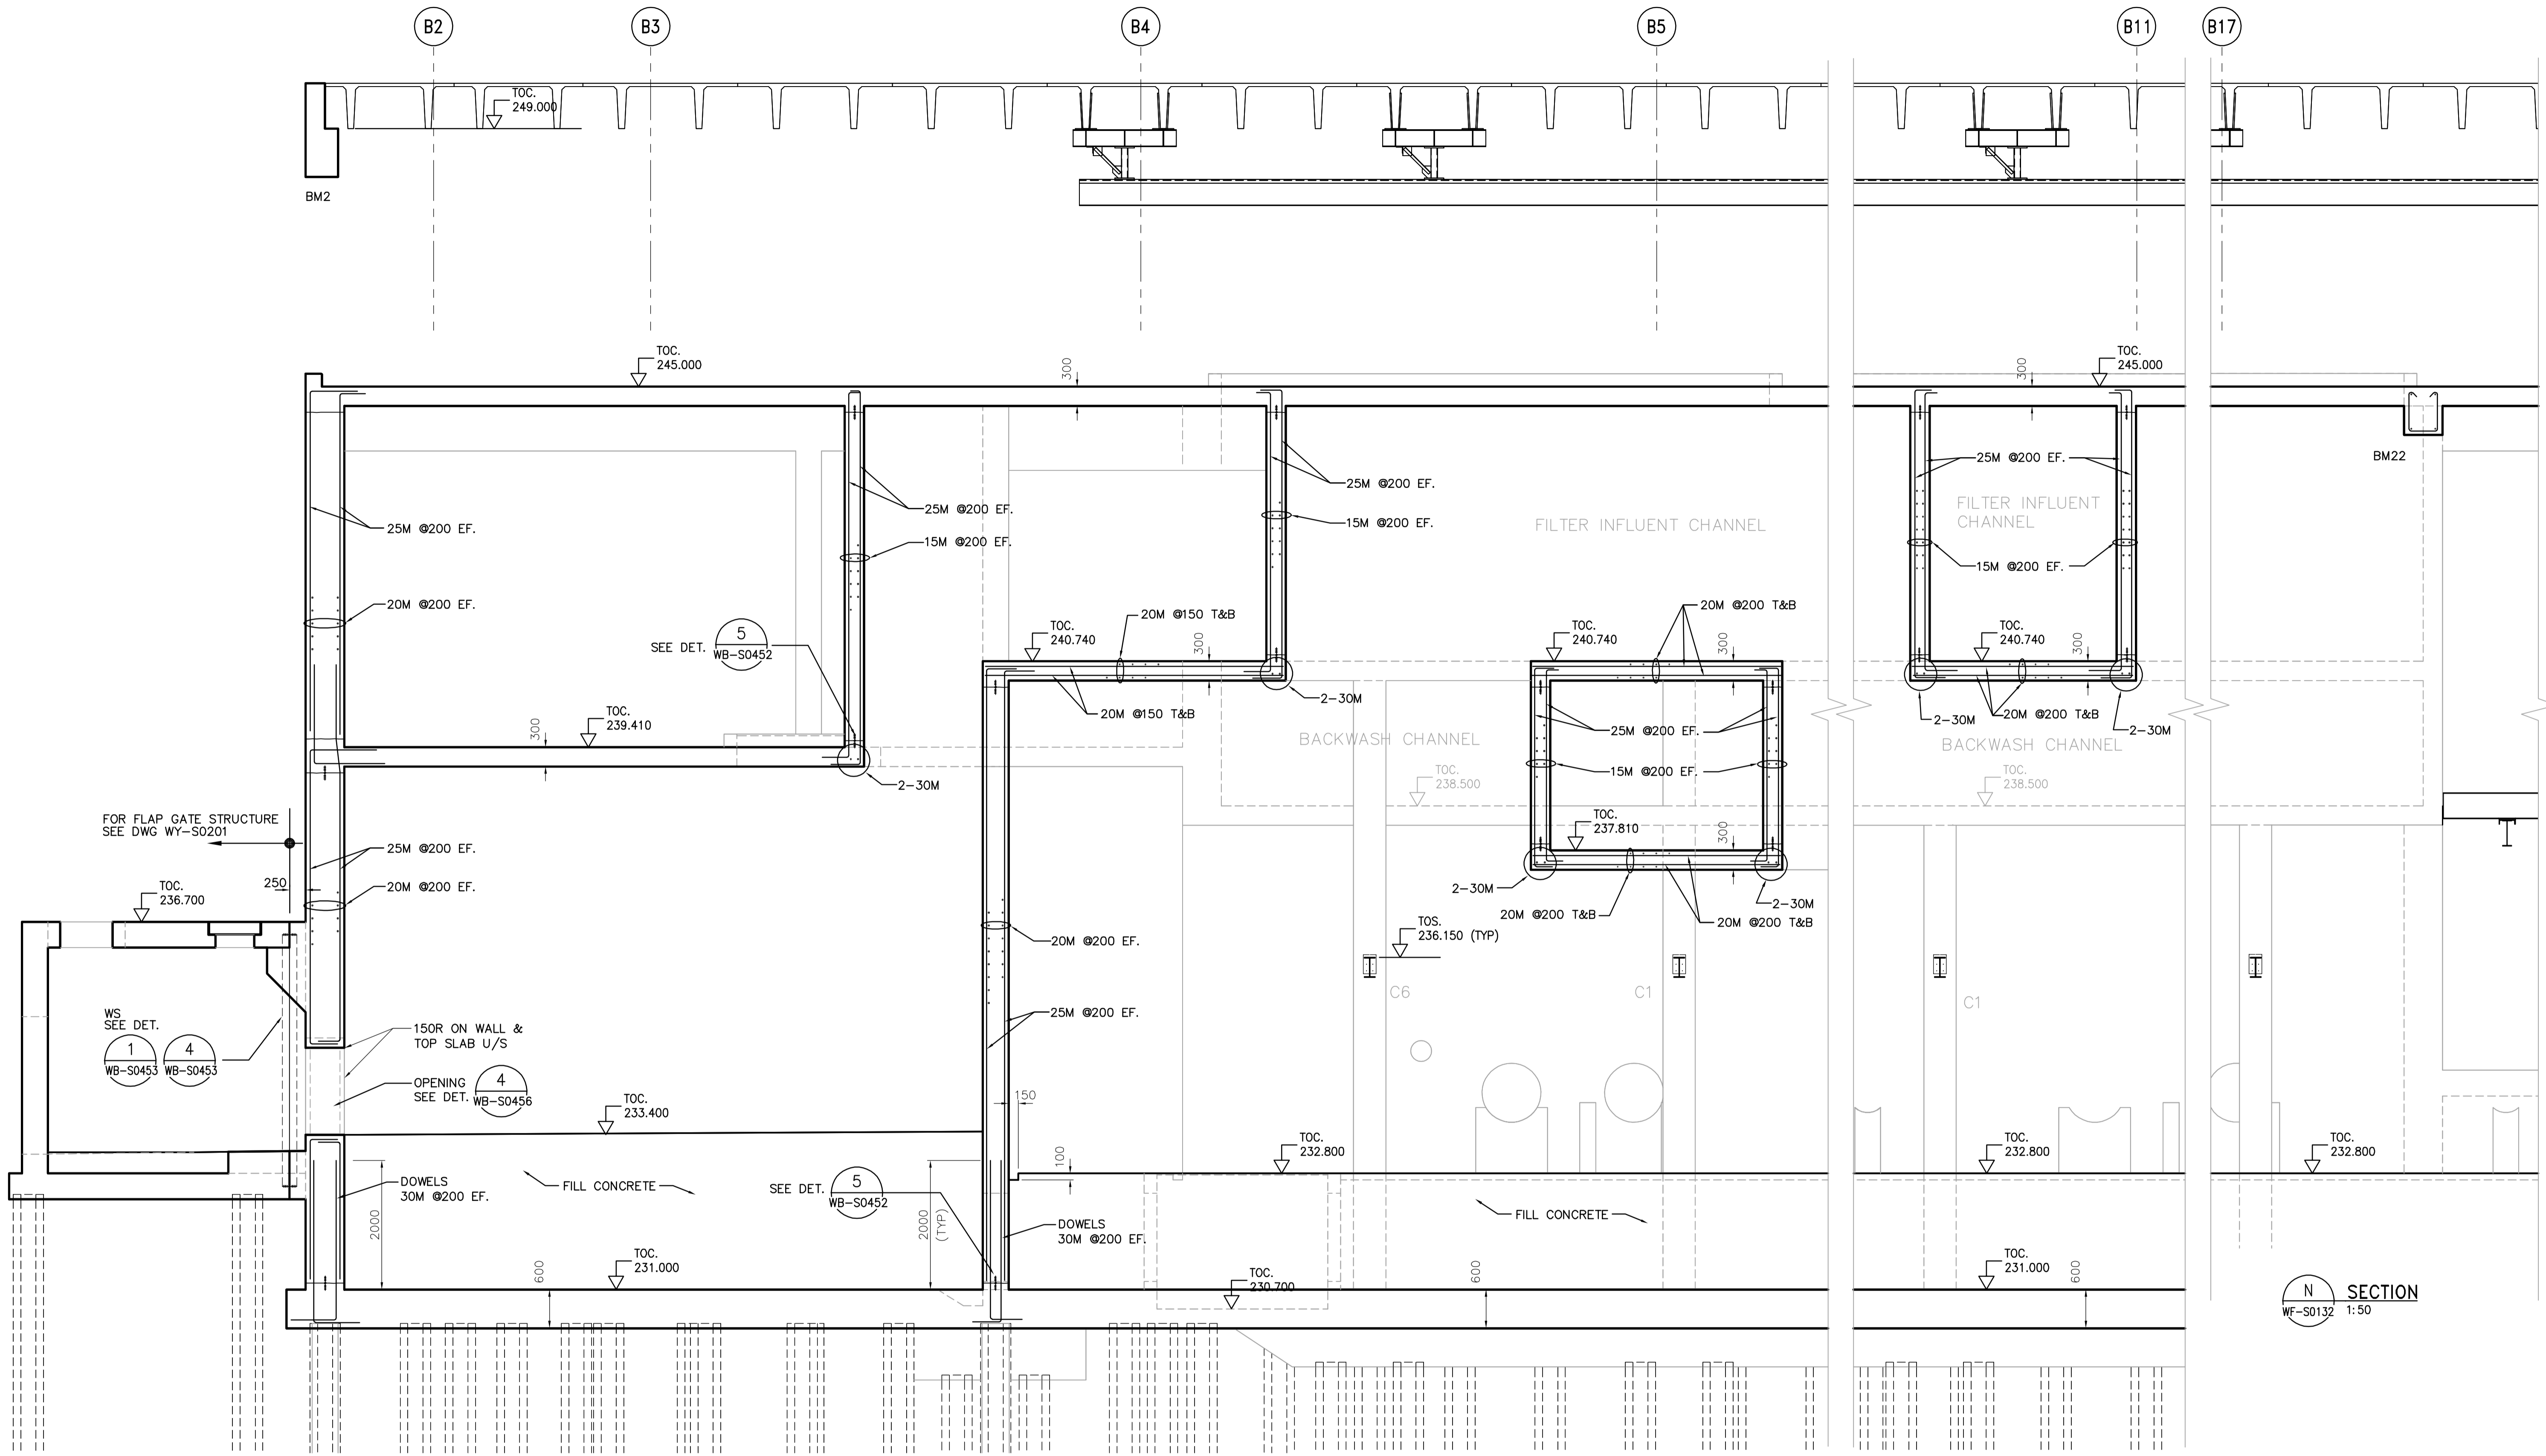 B2
B3
B4
B5
B11
B17
TOC.
249.000
BM2
TOC.
245.000
300
300
TOC.
245.000
25M @200 EF.
20M @200 EF.
25M @200 EF.
15M @200 EF.
25M @200 EF.
15M @200 EF.
FILTER INFLUENT CHANNEL
25M @200 EF.
FILTER INFLUENT
CHANNEL
15M @200 EF.
BM22
SEE DET.
5
WB-S0452
20M @150 T&B
TOC.
240.740
300
20M @150 T&B
2-30M
TOC.
240.740
20M @200 T&B
300
TOC.
240.740
300
2-30M
20M @200 T&B
2-30M
TOC.
239.410
300
2-30M
BACKWASH CHANNEL
25M @200 EF.
15M @200 EF.
BACKWASH CHANNEL
TOC.
238.500
TOC.
238.500
TOC.
237.810
300
2-30M
2-30M
20M @200 T&B
20M @200 T&B
FOR FLAP GATE STRUCTURE
SEE DWG WY-S0201
25M @200 EF.
20M @200 EF.
250
TOC.
236.700
20M @200 EF.
TOS.
236.150 (TYP)
25M @200 EF.
C6
C1
C1
WS
SEE DET.
1
WB-S0453
4
WB-S0453
150R ON WALL &
TOP SLAB U/S
OPENING
SEE DET.
4
WB-S0456
TOC.
233.400
150
100
TOC.
232.800
TOC.
232.800
TOC.
232.800
DOWELS
30M @200 EF.
2000
FILL CONCRETE
SEE DET.
5
WB-S0452
2000
(TYP)
DOWELS
30M @200 EF.
FILL CONCRETE
600
TOC.
231.000
TOC.
230.700
600
TOC.
231.000
600
N
WF-S0132
SECTION
1:50